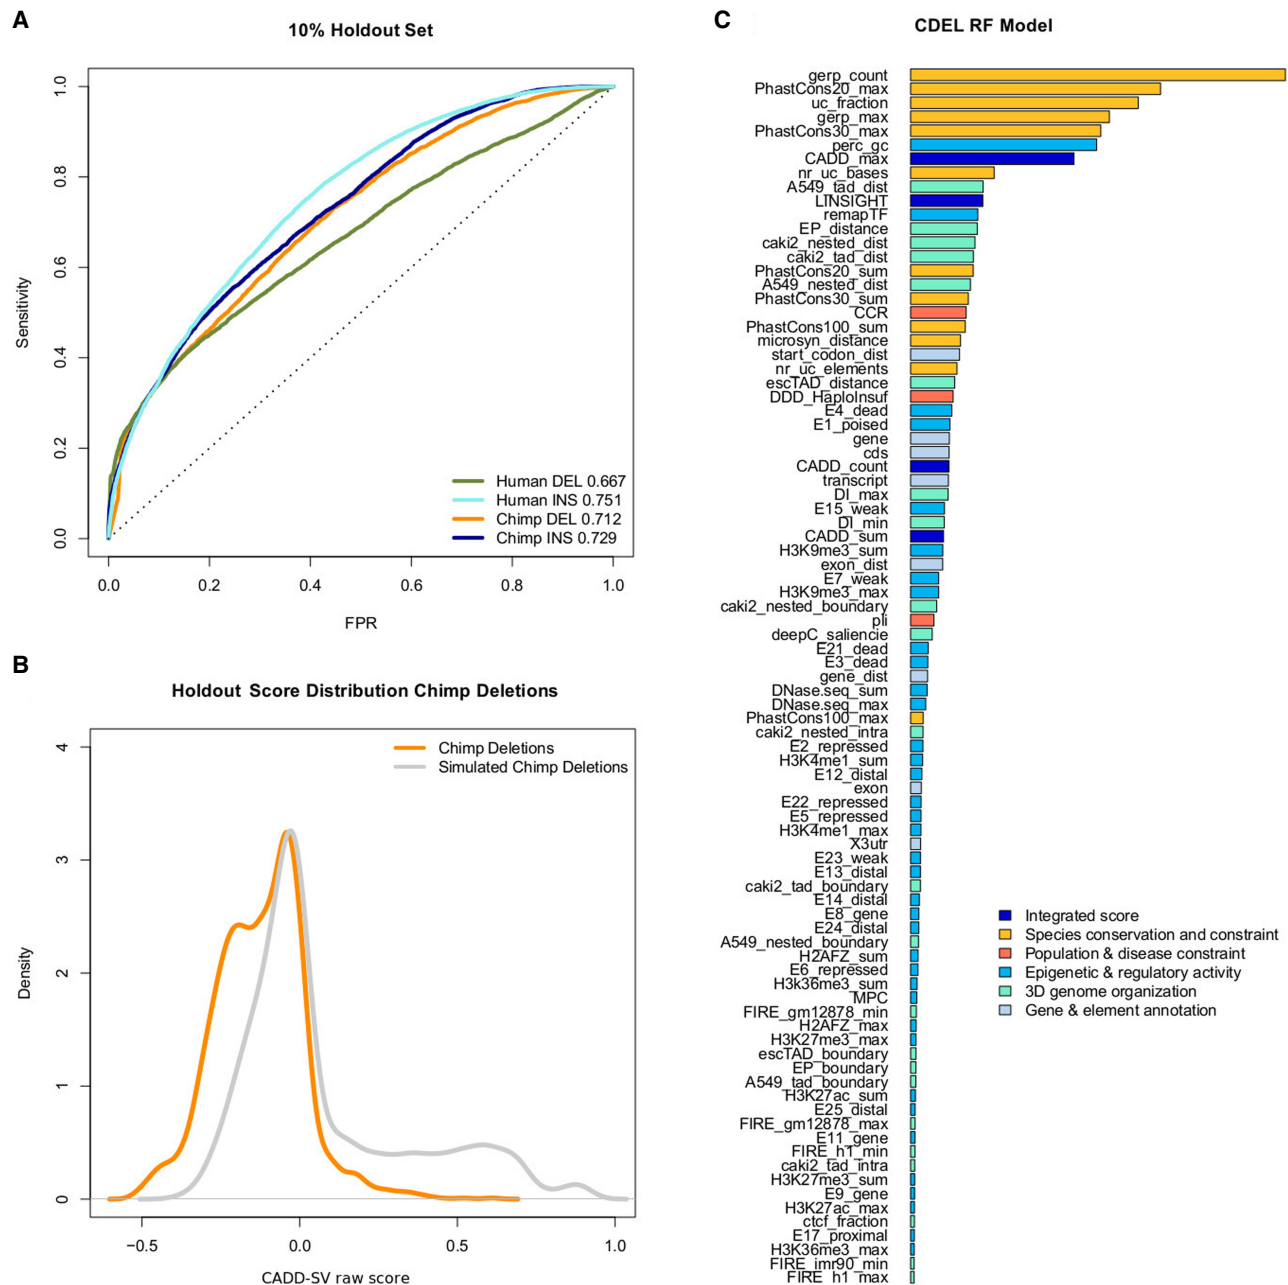 A
10% Holdout Set
Sensitivity
0.0
0.2
0.4
0.6
0.8
1.0
Human DEL 0.667
Human INS 0.751
Chimp DEL 0.712
Chimp INS 0.729
0.0 0.2 0.4 0.6 0.8 1.0
FPR
B
Holdout Score Distribution Chimp Deletions
Density
4
3
2
1
0
Chimp Deletions
Simulated Chimp Deletions
−0.5 0.0 0.5 1.0
CADD-SV raw score
C
CDEL RF Model
gerp_count
PhastCons20_max
uc_fraction
gerp_max
PhastCons30_max
perc_gc
CADD_max
nr_uc_bases
A549_tad_dist
LINSIGHT
remapTF
EP_distance
caki2_nested_dist
caki2_tad_dist
PhastCons20_sum
A549_nested_dist
PhastCons30_sum
CCR
PhastCons100_sum
microsyn_distance
start_codon_dist
nr_uc_elements
escTAD_distance
DDD_HaploInsuf
E4_dead
E1_poised
gene
cds
CADD_count
transcript
DI_max
E15_weak
DI_min
CADD_sum
H3K9me3_sum
exon_dist
E7_weak
H3K9me3_max
caki2_nested_boundary
pli
deepC_saliencie
E21_dead
E3_dead
gene_dist
DNase.seq_sum
DNase.seq_max
PhastCons100_max
caki2_nested_intra
E2_repressed
H3K4me1_sum
E12_distal
exon
E22_repressed
E5_repressed
H3K4me1_max
X3utr
E23_weak
E13_distal
caki2_tad_boundary
E14_distal
E8_gene
E24_distal
A549_nested_boundary
H2AFZ_sum
E6_repressed
H3k36me3_sum
MPC
FIRE_gm12878_min
H2AFZ_max
H3K27me3_max
escTAD_boundary
EP_boundary
A549_tad_boundary
H3K27ac_sum
E25_distal
FIRE_gm12878_max
E11_gene
FIRE_h1_min
caki2_tad_intra
H3K27me3_sum
E9_gene
H3K27ac_max
ctcf_fraction
E17_proximal
H3K36me3_max
FIRE_imr90_min
FIRE_h1_max
Integrated score
Species conservation and constraint
Population & disease constraint
Epigenetic & regulatory activity
3D genome organization
Gene & element annotation